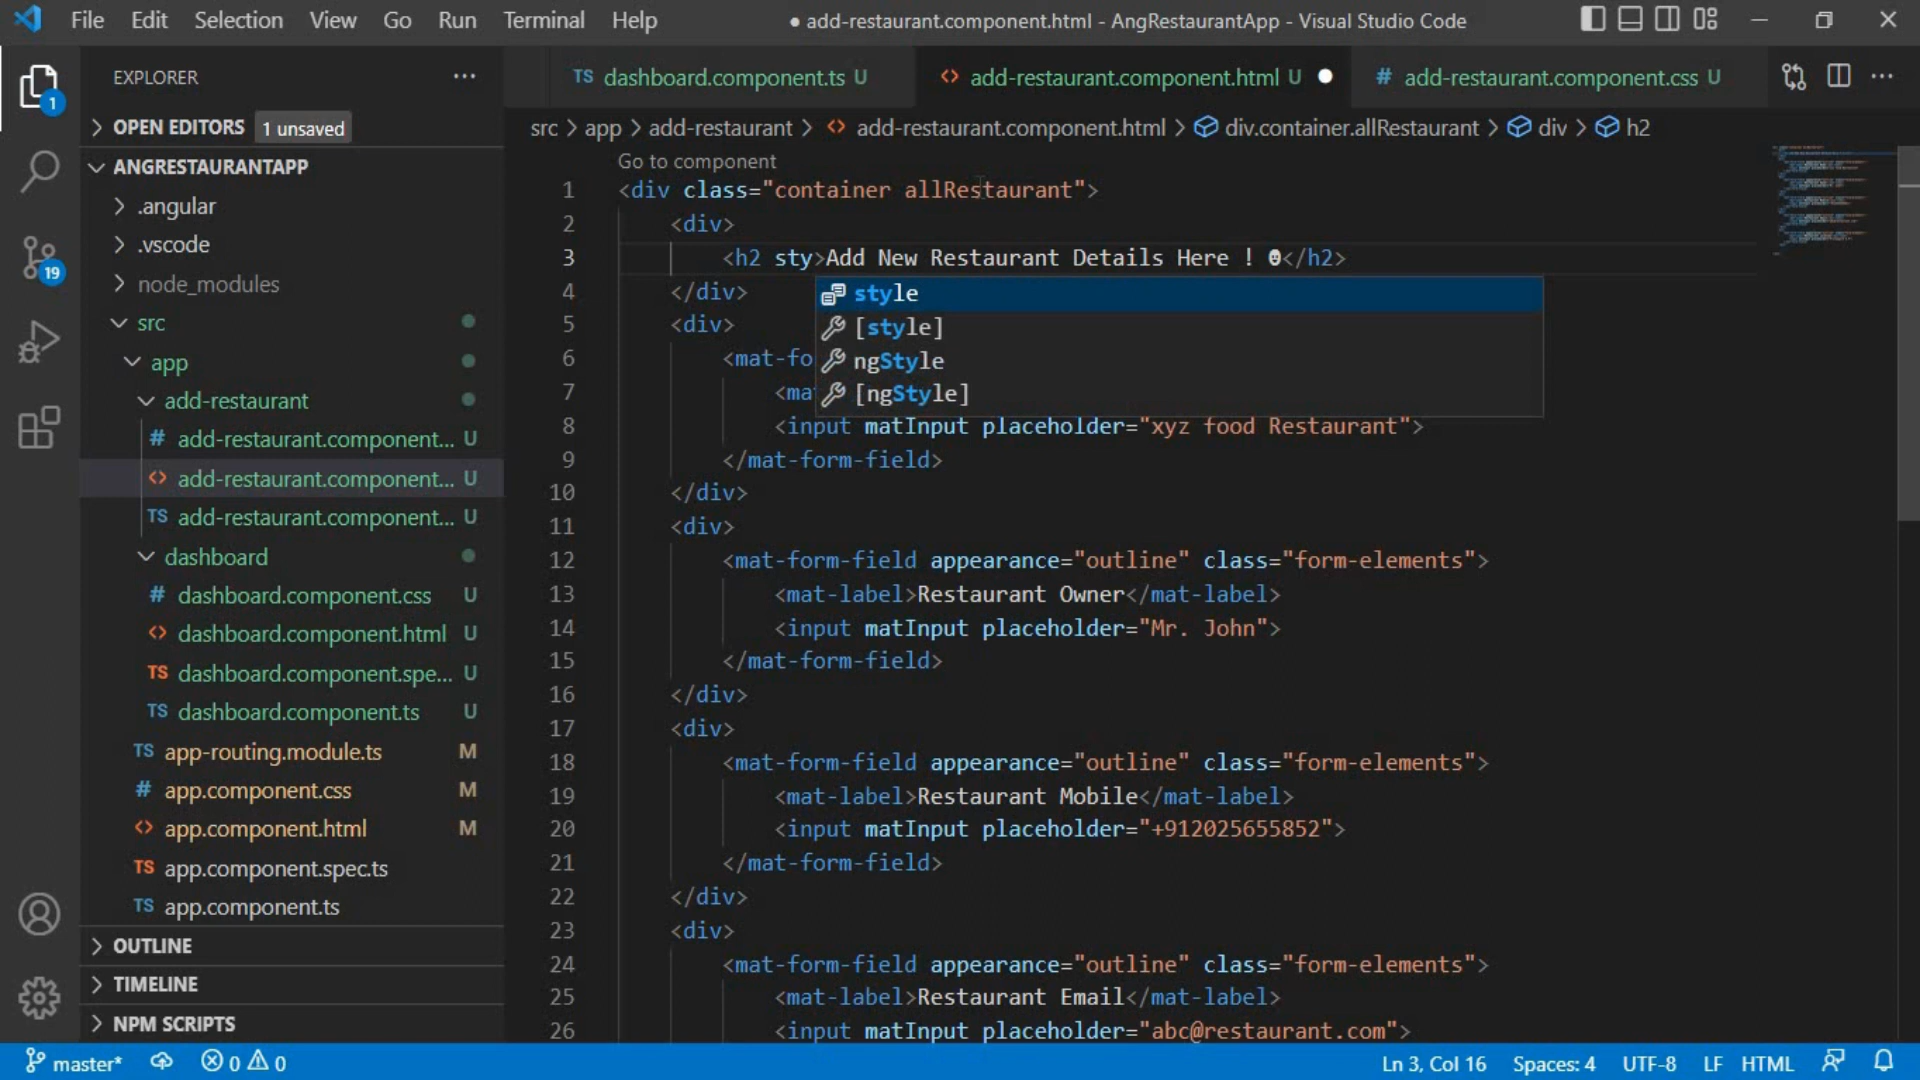 File Edit Selection View Go Run Terminal Help
● add-restaurant.component.html - AngRestaurantApp - Visual Studio Code
EXPLORER
1
TS dashboard.component.ts U
<> add-restaurant.component.html U ●
# add-restaurant.component.css U
OPEN EDITORS 1 unsaved
src > app > add-restaurant > <> add-restaurant.component.html > div.container.allRestaurant > div > h2
ANGRESTAURANTAPP
.angular
.vscode
19
node_modules
src
app
add-restaurant
# add-restaurant.component... U
<> add-restaurant.component... U
TS add-restaurant.component... U
dashboard
# dashboard.component.css U
<> dashboard.component.html U
TS dashboard.component.spe... U
TS dashboard.component.ts U
TS app-routing.module.ts M
# app.component.css M
<> app.component.html M
TS app.component.spec.ts
TS app.component.ts
OUTLINE
TIMELINE
NPM SCRIPTS
Go to component
1 <div class="container allRestaurant">
2 <div>
3 <h2 sty>Add New Restaurant Details Here ! </h2>
4 </div>
5 <div>
6 <mat-fo
7 <ma
style
[style]
ngStyle
[ngStyle]
8 <input matInput placeholder="xyz food Restaurant">
9 </mat-form-field>
10 </div>
11 <div>
12 <mat-form-field appearance="outline" class="form-elements">
13 <mat-label>Restaurant Owner</mat-label>
14 <input matInput placeholder="Mr. John">
15 </mat-form-field>
16 </div>
17 <div>
18 <mat-form-field appearance="outline" class="form-elements">
19 <mat-label>Restaurant Mobile</mat-label>
20 <input matInput placeholder="+912025655852">
21 </mat-form-field>
22 </div>
23 <div>
24 <mat-form-field appearance="outline" class="form-elements">
25 <mat-label>Restaurant Email</mat-label>
26 <input matInput placeholder="abc@restaurant.com">
master* 0 0
Ln 3, Col 16 Spaces: 4 UTF-8 LF HTML